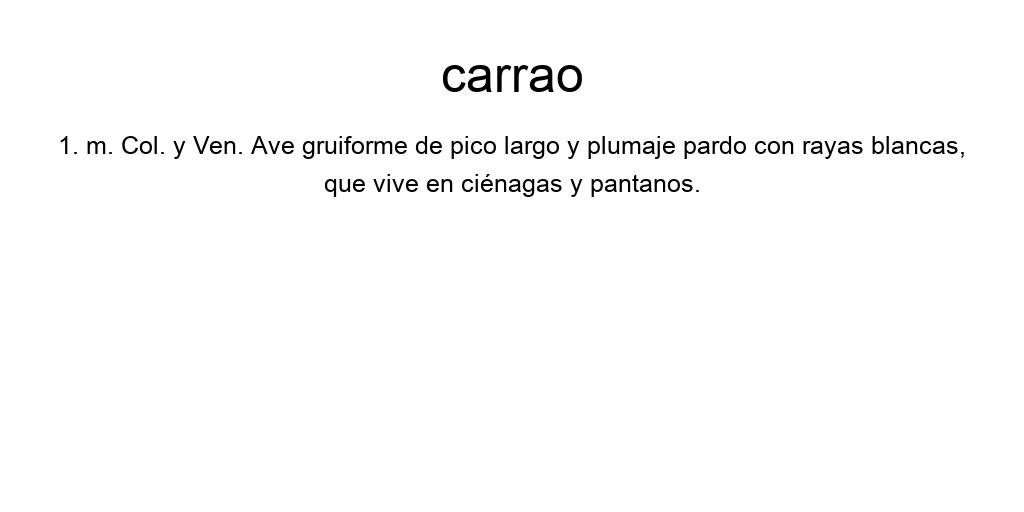 carrao
1. m. Col. y Ven. Ave gruiforme de pico largo y plumaje pardo con rayas blancas,
que vive en ciénagas y pantanos.